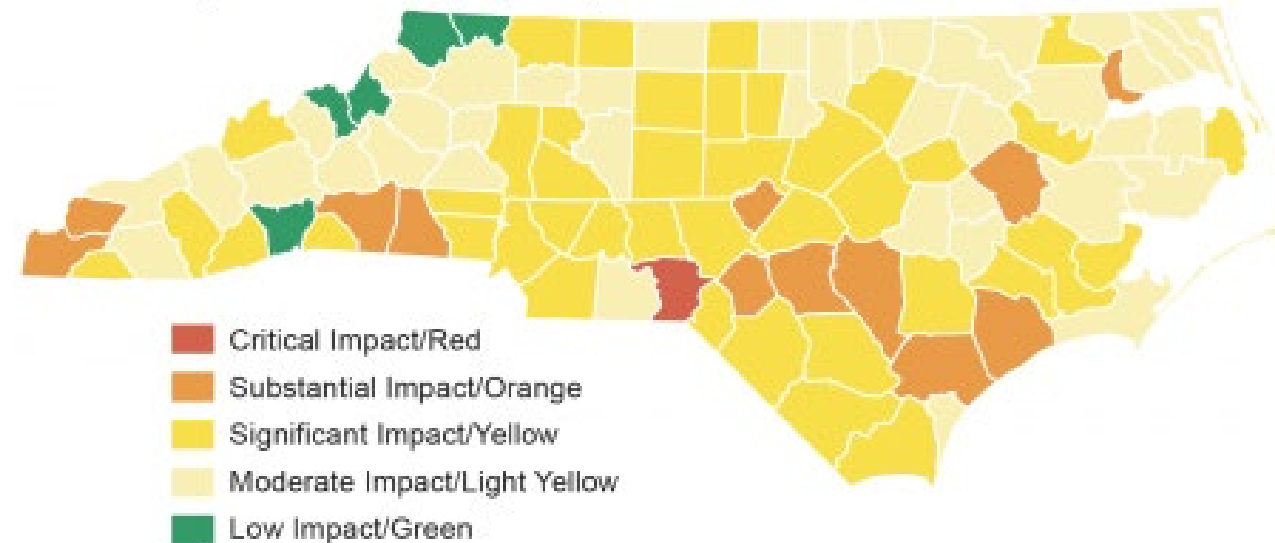 Critical Impact/Red
Substantial Impact/Orange
Significant Impact/Yellow
Moderate Impact/Light Yellow
Low Impact/Green